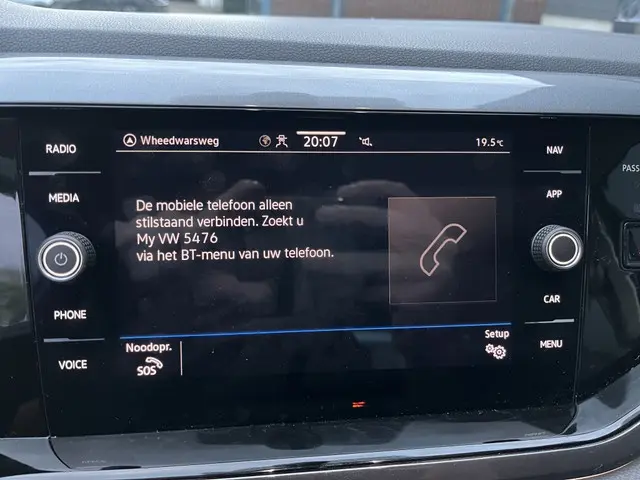 Wheedwarsweg
20:07
19.5°C
RADIO
MEDIA
PHONE
VOICE
NAV
APP
CAR
MENU
PASS
De mobiele telefoon alleen
stilstaand verbinden. Zoekt u
My VW 5476
via het BT-menu van uw telefoon.
Noodopr.
SOS
Setup